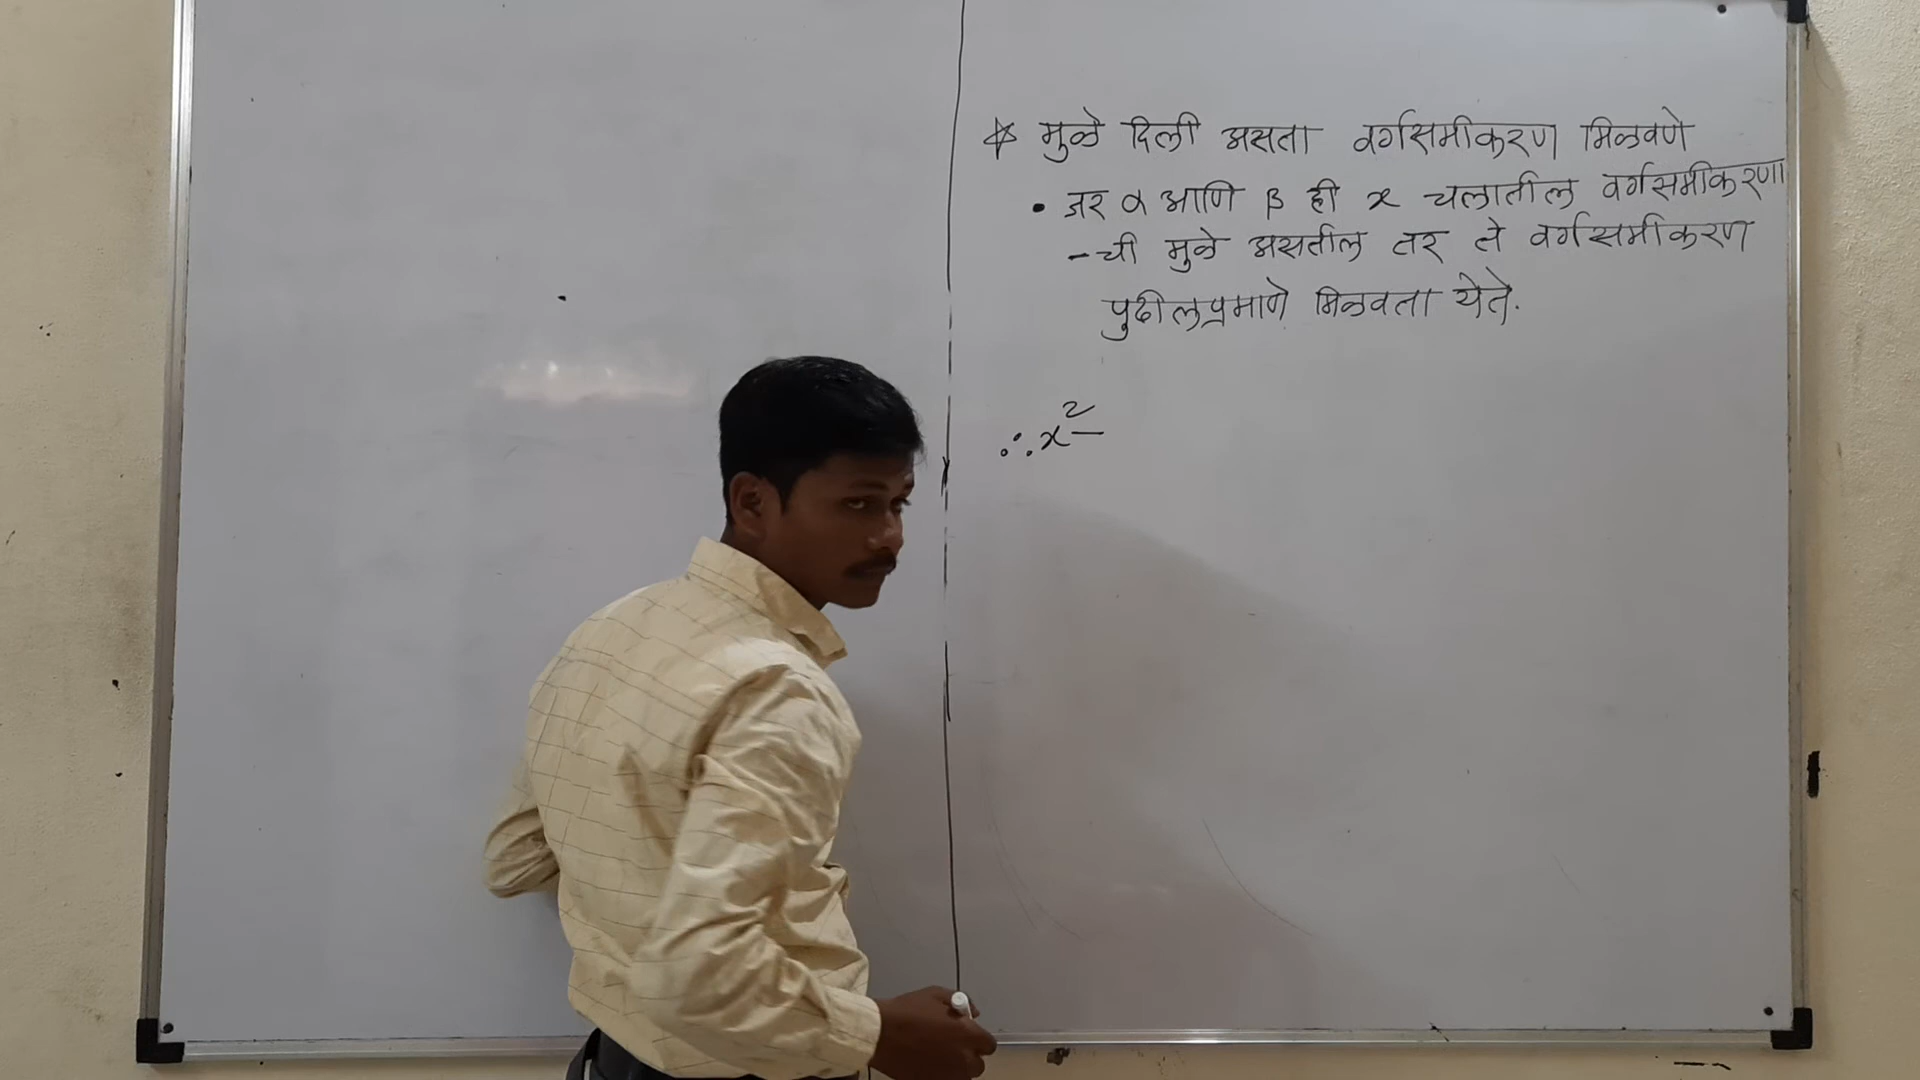 * मुळे दिली असता वर्गसमीकरण मिळवणे
• जर α आणि β ही x चलातील वर्गसमीकरणा
-ची मुळे असतील तर ते वर्गसमीकरण
पुढीलप्रमाणे मिळवता येते.
∴ x² –